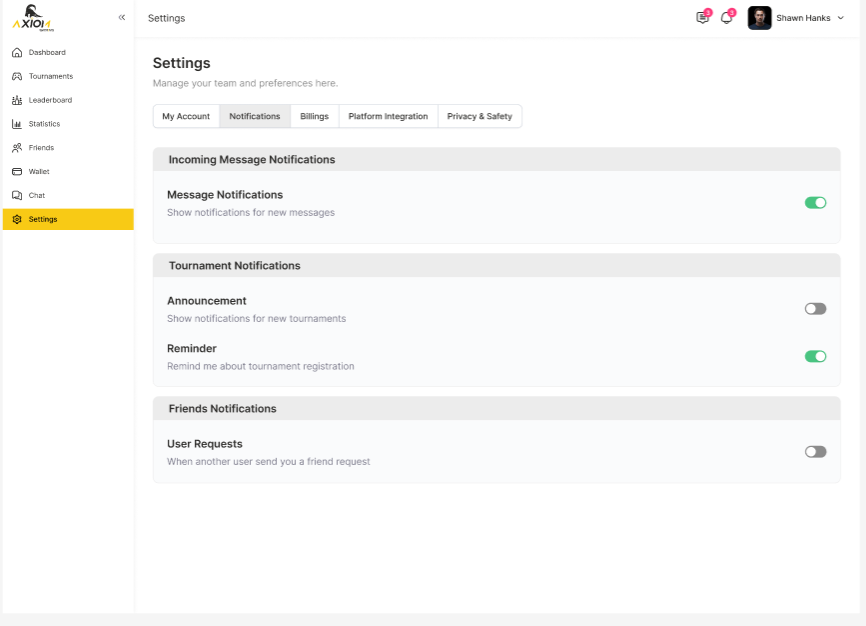 AXIOM
Settings
3
3
Shawn Hanks
Dashboard
Tournaments
Leaderboard
Statistics
Friends
Wallet
Chat
Settings
Settings
Manage your team and preferences here.
My Account
Notifications
Billings
Platform Integration
Privacy & Safety
Incoming Message Notifications
Message Notifications
Show notifications for new messages
Tournament Notifications
Announcement
Show notifications for new tournaments
Reminder
Remind me about tournament registration
Friends Notifications
User Requests
When another user send you a friend request